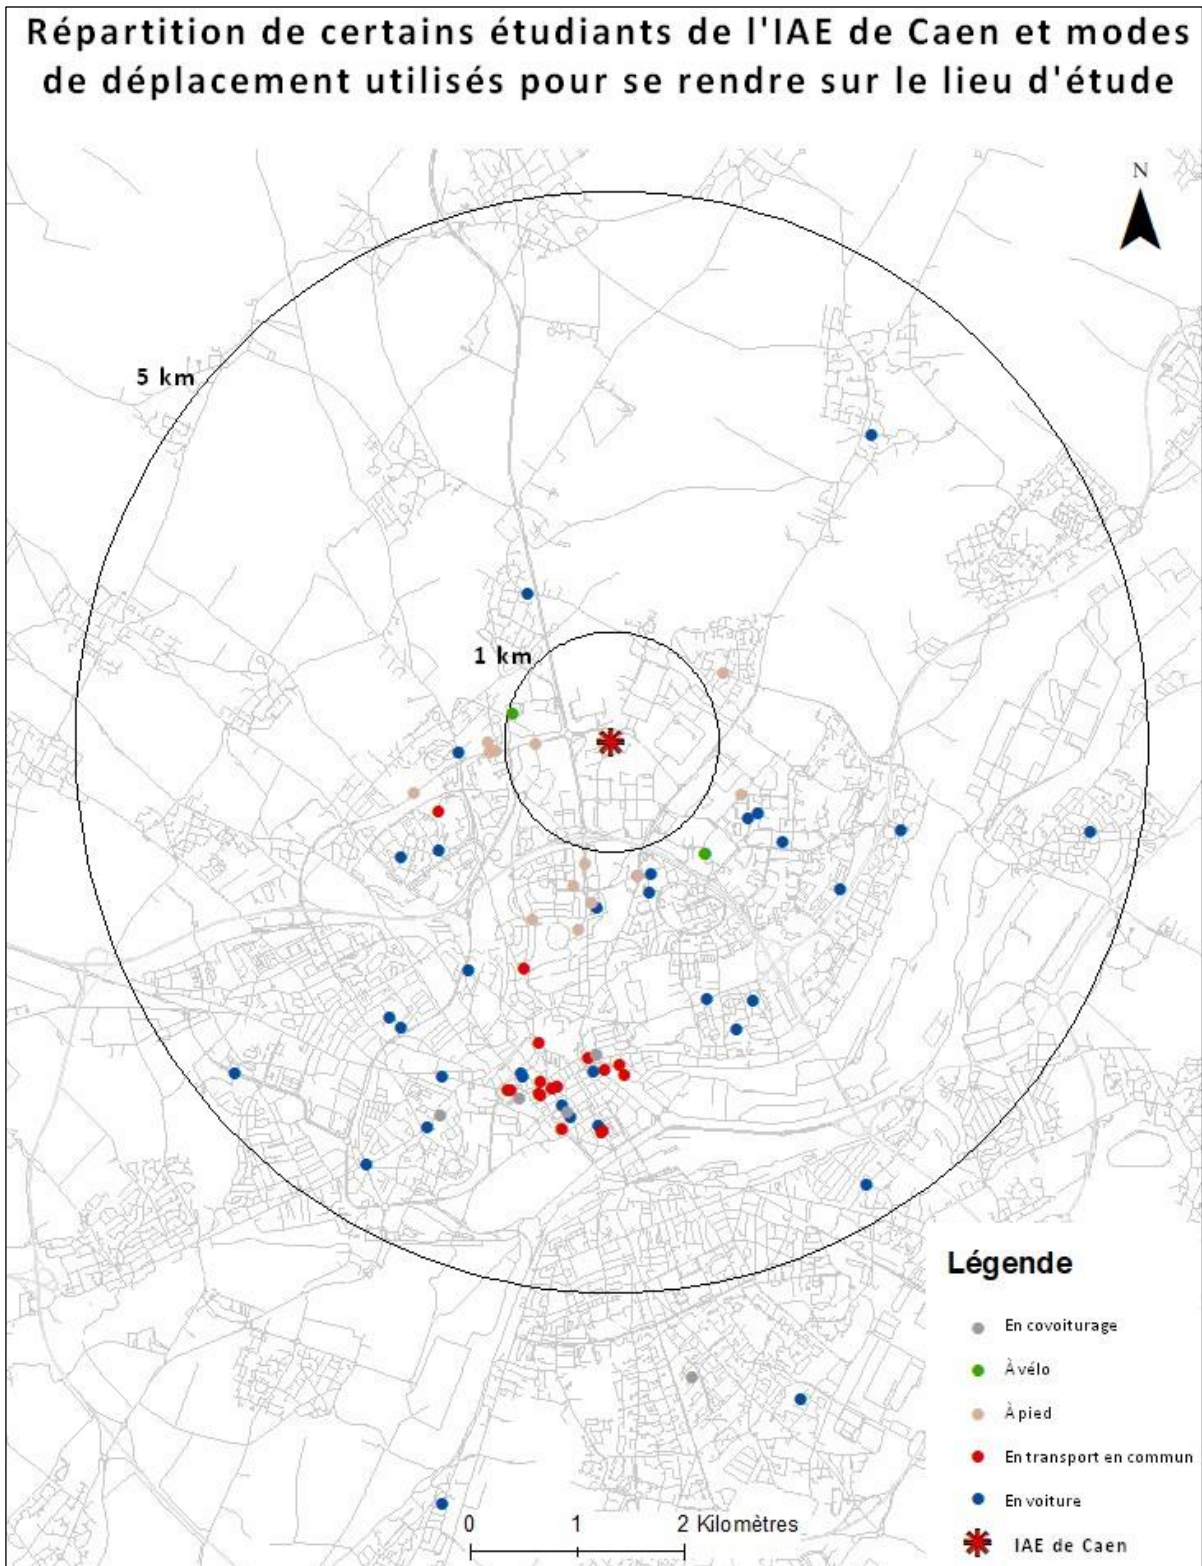 Répartition de certains étudiants de l'IAE de Caen et modes
de déplacement utilisés pour se rendre sur le lieu d'étude
N
5 km
1 km
Légende
En covoiturage
À vélo
À pied
En transport en commun
En voiture
IAE de Caen
0 1 2 Kilomètres